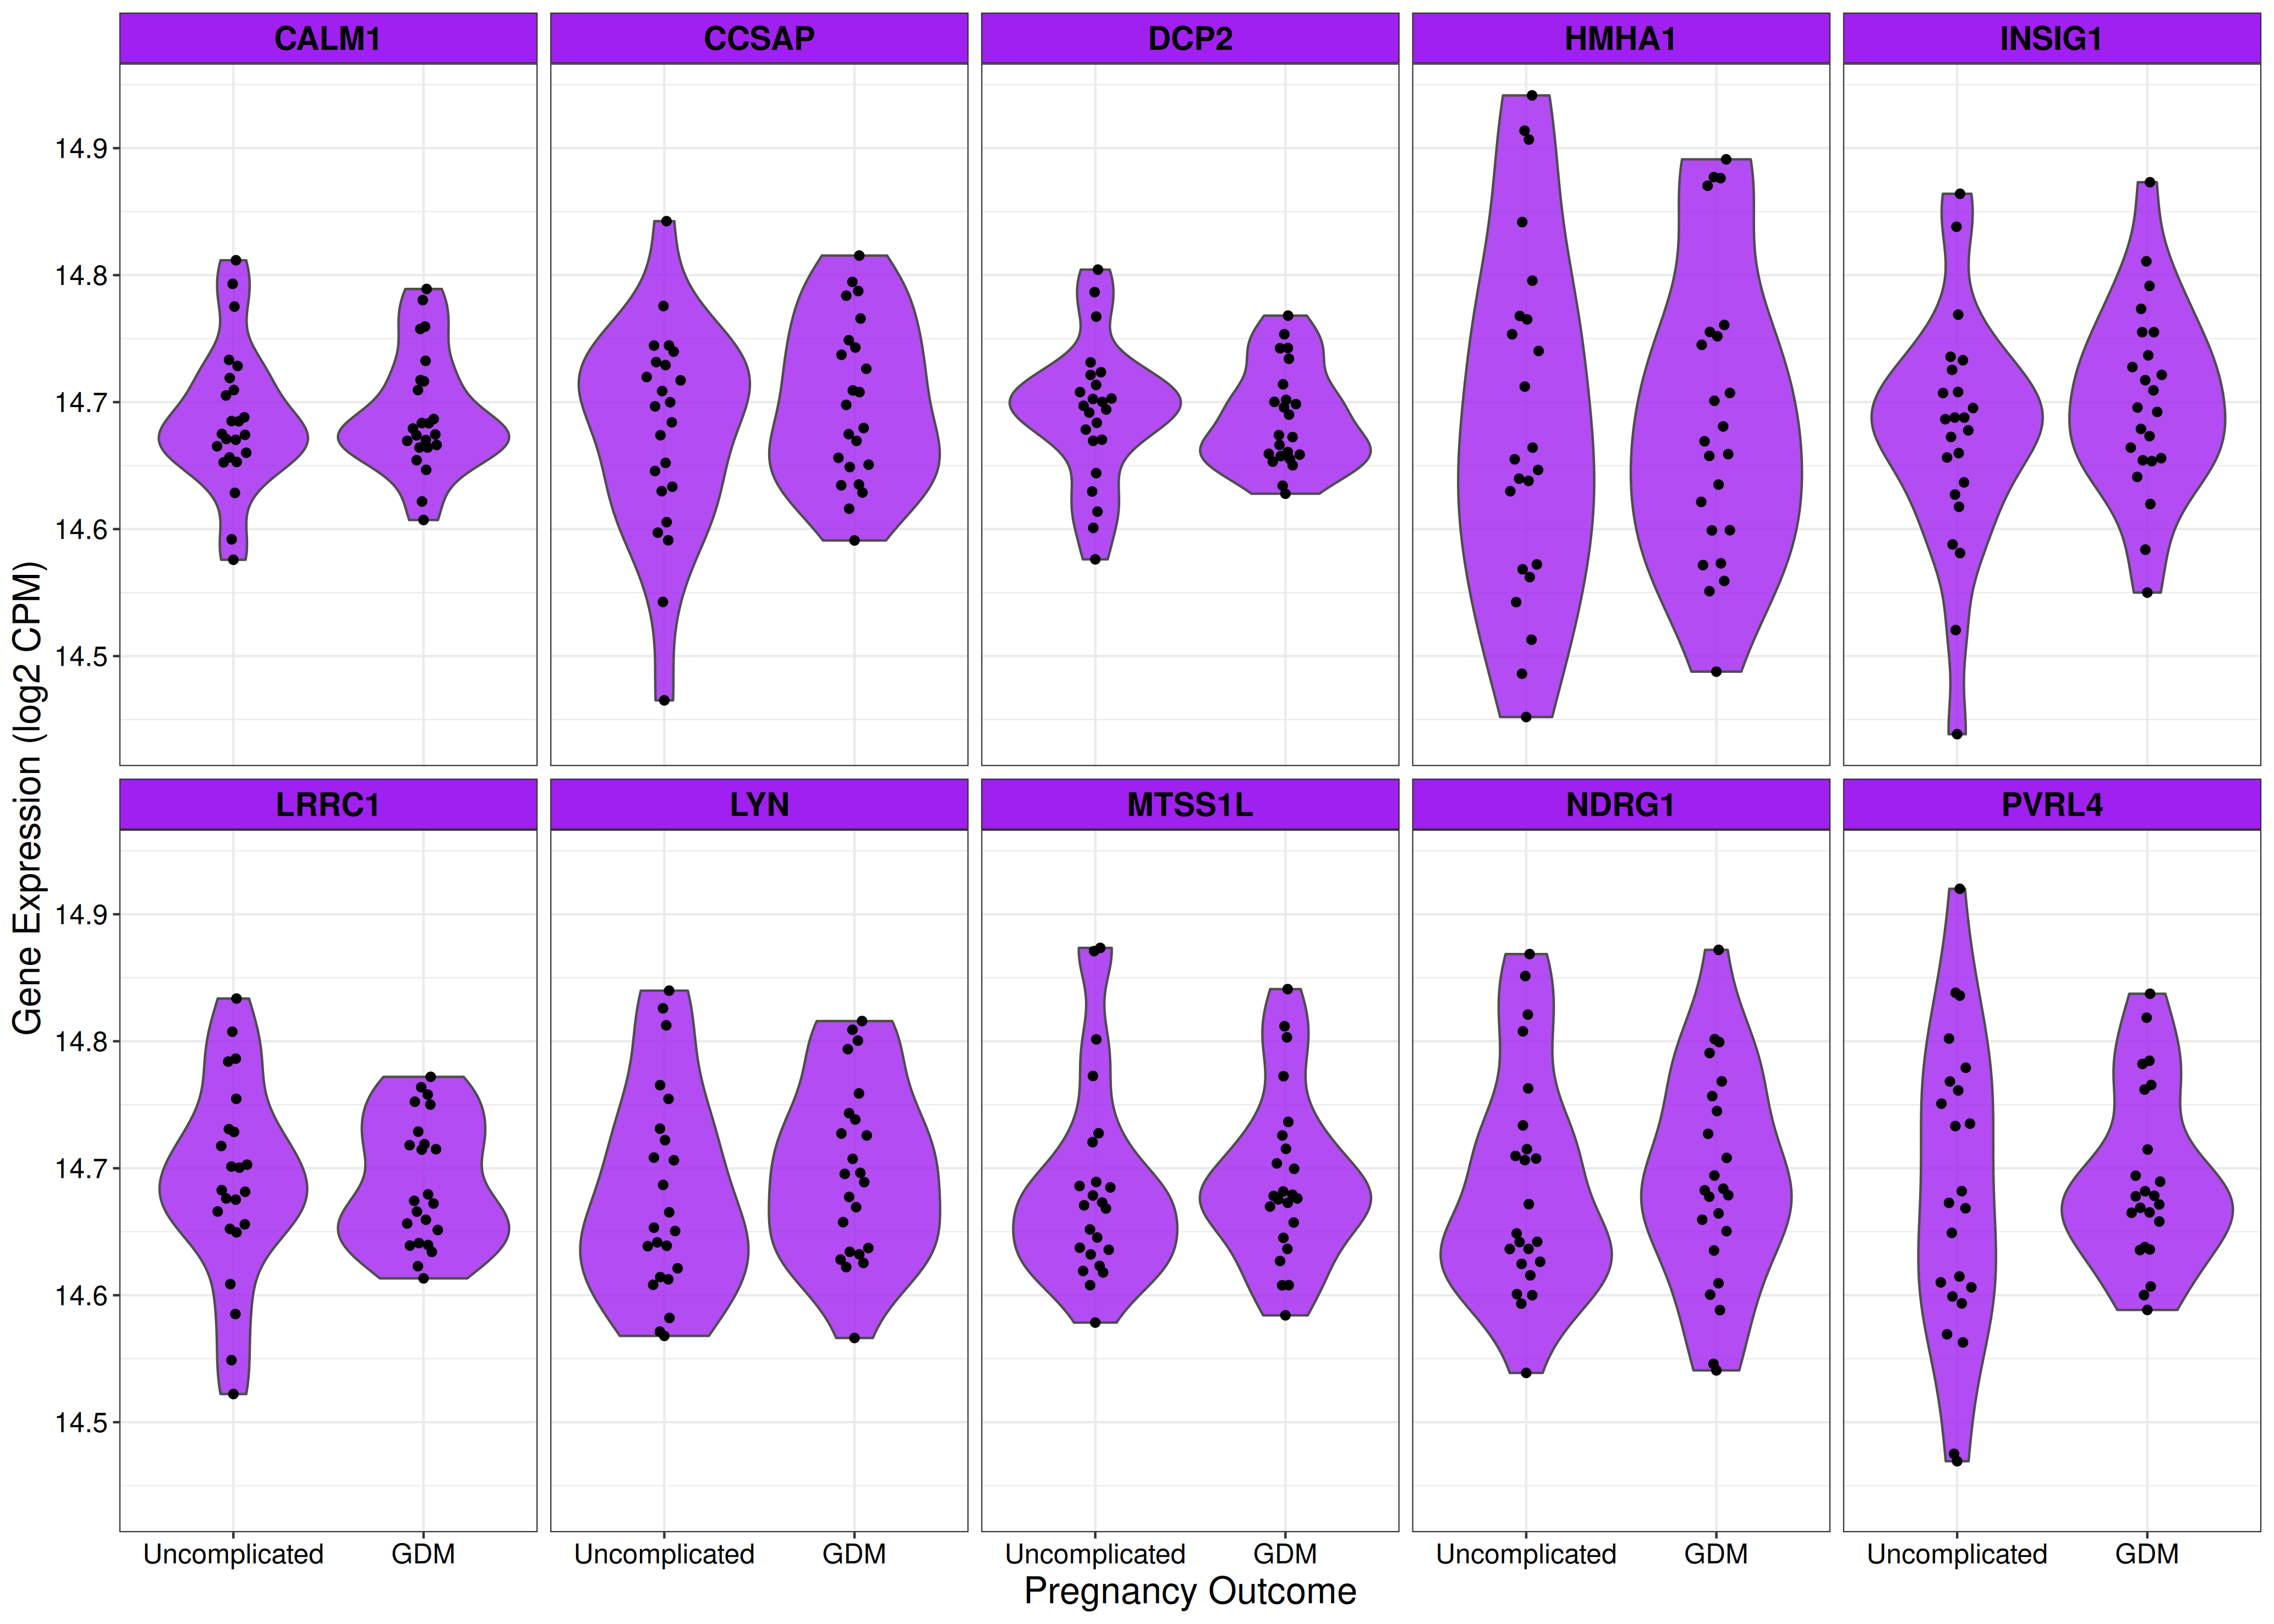 CALM1 CCSAP DCP2 HMHA1 INSIG1
14.9
14.8
14.7
14.6
14.5
Gene Expression (log2 CPM)
LRRC1 LYN MTSS1L NDRG1 PVRL4
14.9
14.8
14.7
14.6
14.5
Uncomplicated GDM Uncomplicated GDM Uncomplicated GDM Uncomplicated GDM Uncomplicated GDM
Pregnancy Outcome